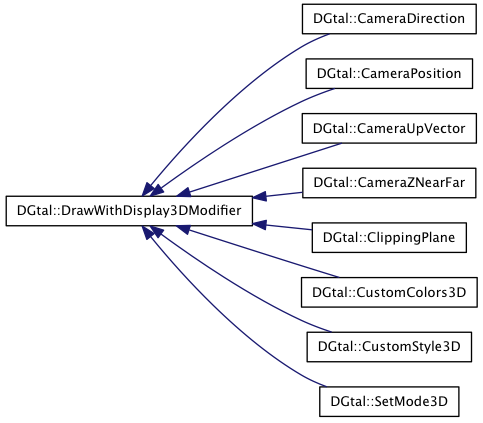 DGtal::CameraDirection
DGtal::CameraPosition
DGtal::CameraUpVector
DGtal::CameraZNearFar
DGtal::DrawWithDisplay3DModifier
DGtal::ClippingPlane
DGtal::CustomColors3D
DGtal::CustomStyle3D
DGtal::SetMode3D